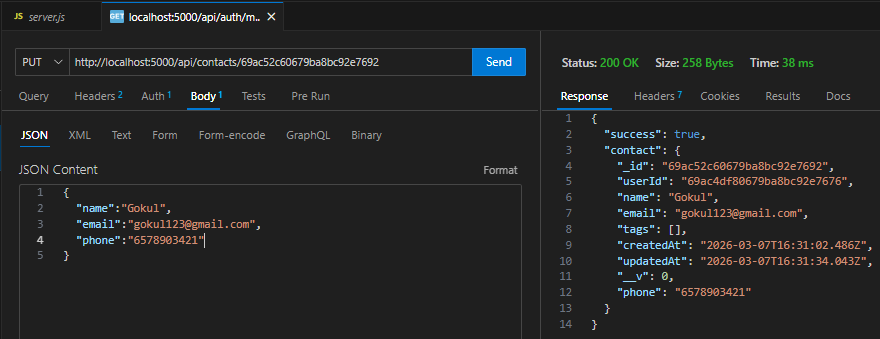 JS server.js
GET localhost:5000/api/auth/m..
PUT http://localhost:5000/api/contacts/69ac52c60679ba8bc92e7692 Send
Query Headers 2 Auth 1 Body 1 Tests Pre Run
JSON XML Text Form Form-encode GraphQL Binary
JSON Content Format
1 {
2 "name":"Gokul",
3 "email":"gokul123@gmail.com",
4 "phone":"6578903421"
5 }
Status: 200 OK Size: 258 Bytes Time: 38 ms
Response Headers 7 Cookies Results Docs
1 {
2 "success": true,
3 "contact": {
4 "_id": "69ac52c60679ba8bc92e7692",
5 "userId": "69ac4df80679ba8bc92e7676",
6 "name": "Gokul",
7 "email": "gokul123@gmail.com",
8 "tags": [],
9 "createdAt": "2026-03-07T16:31:02.486Z",
10 "updatedAt": "2026-03-07T16:31:34.043Z",
11 "__v": 0,
12 "phone": "6578903421"
13 }
14 }